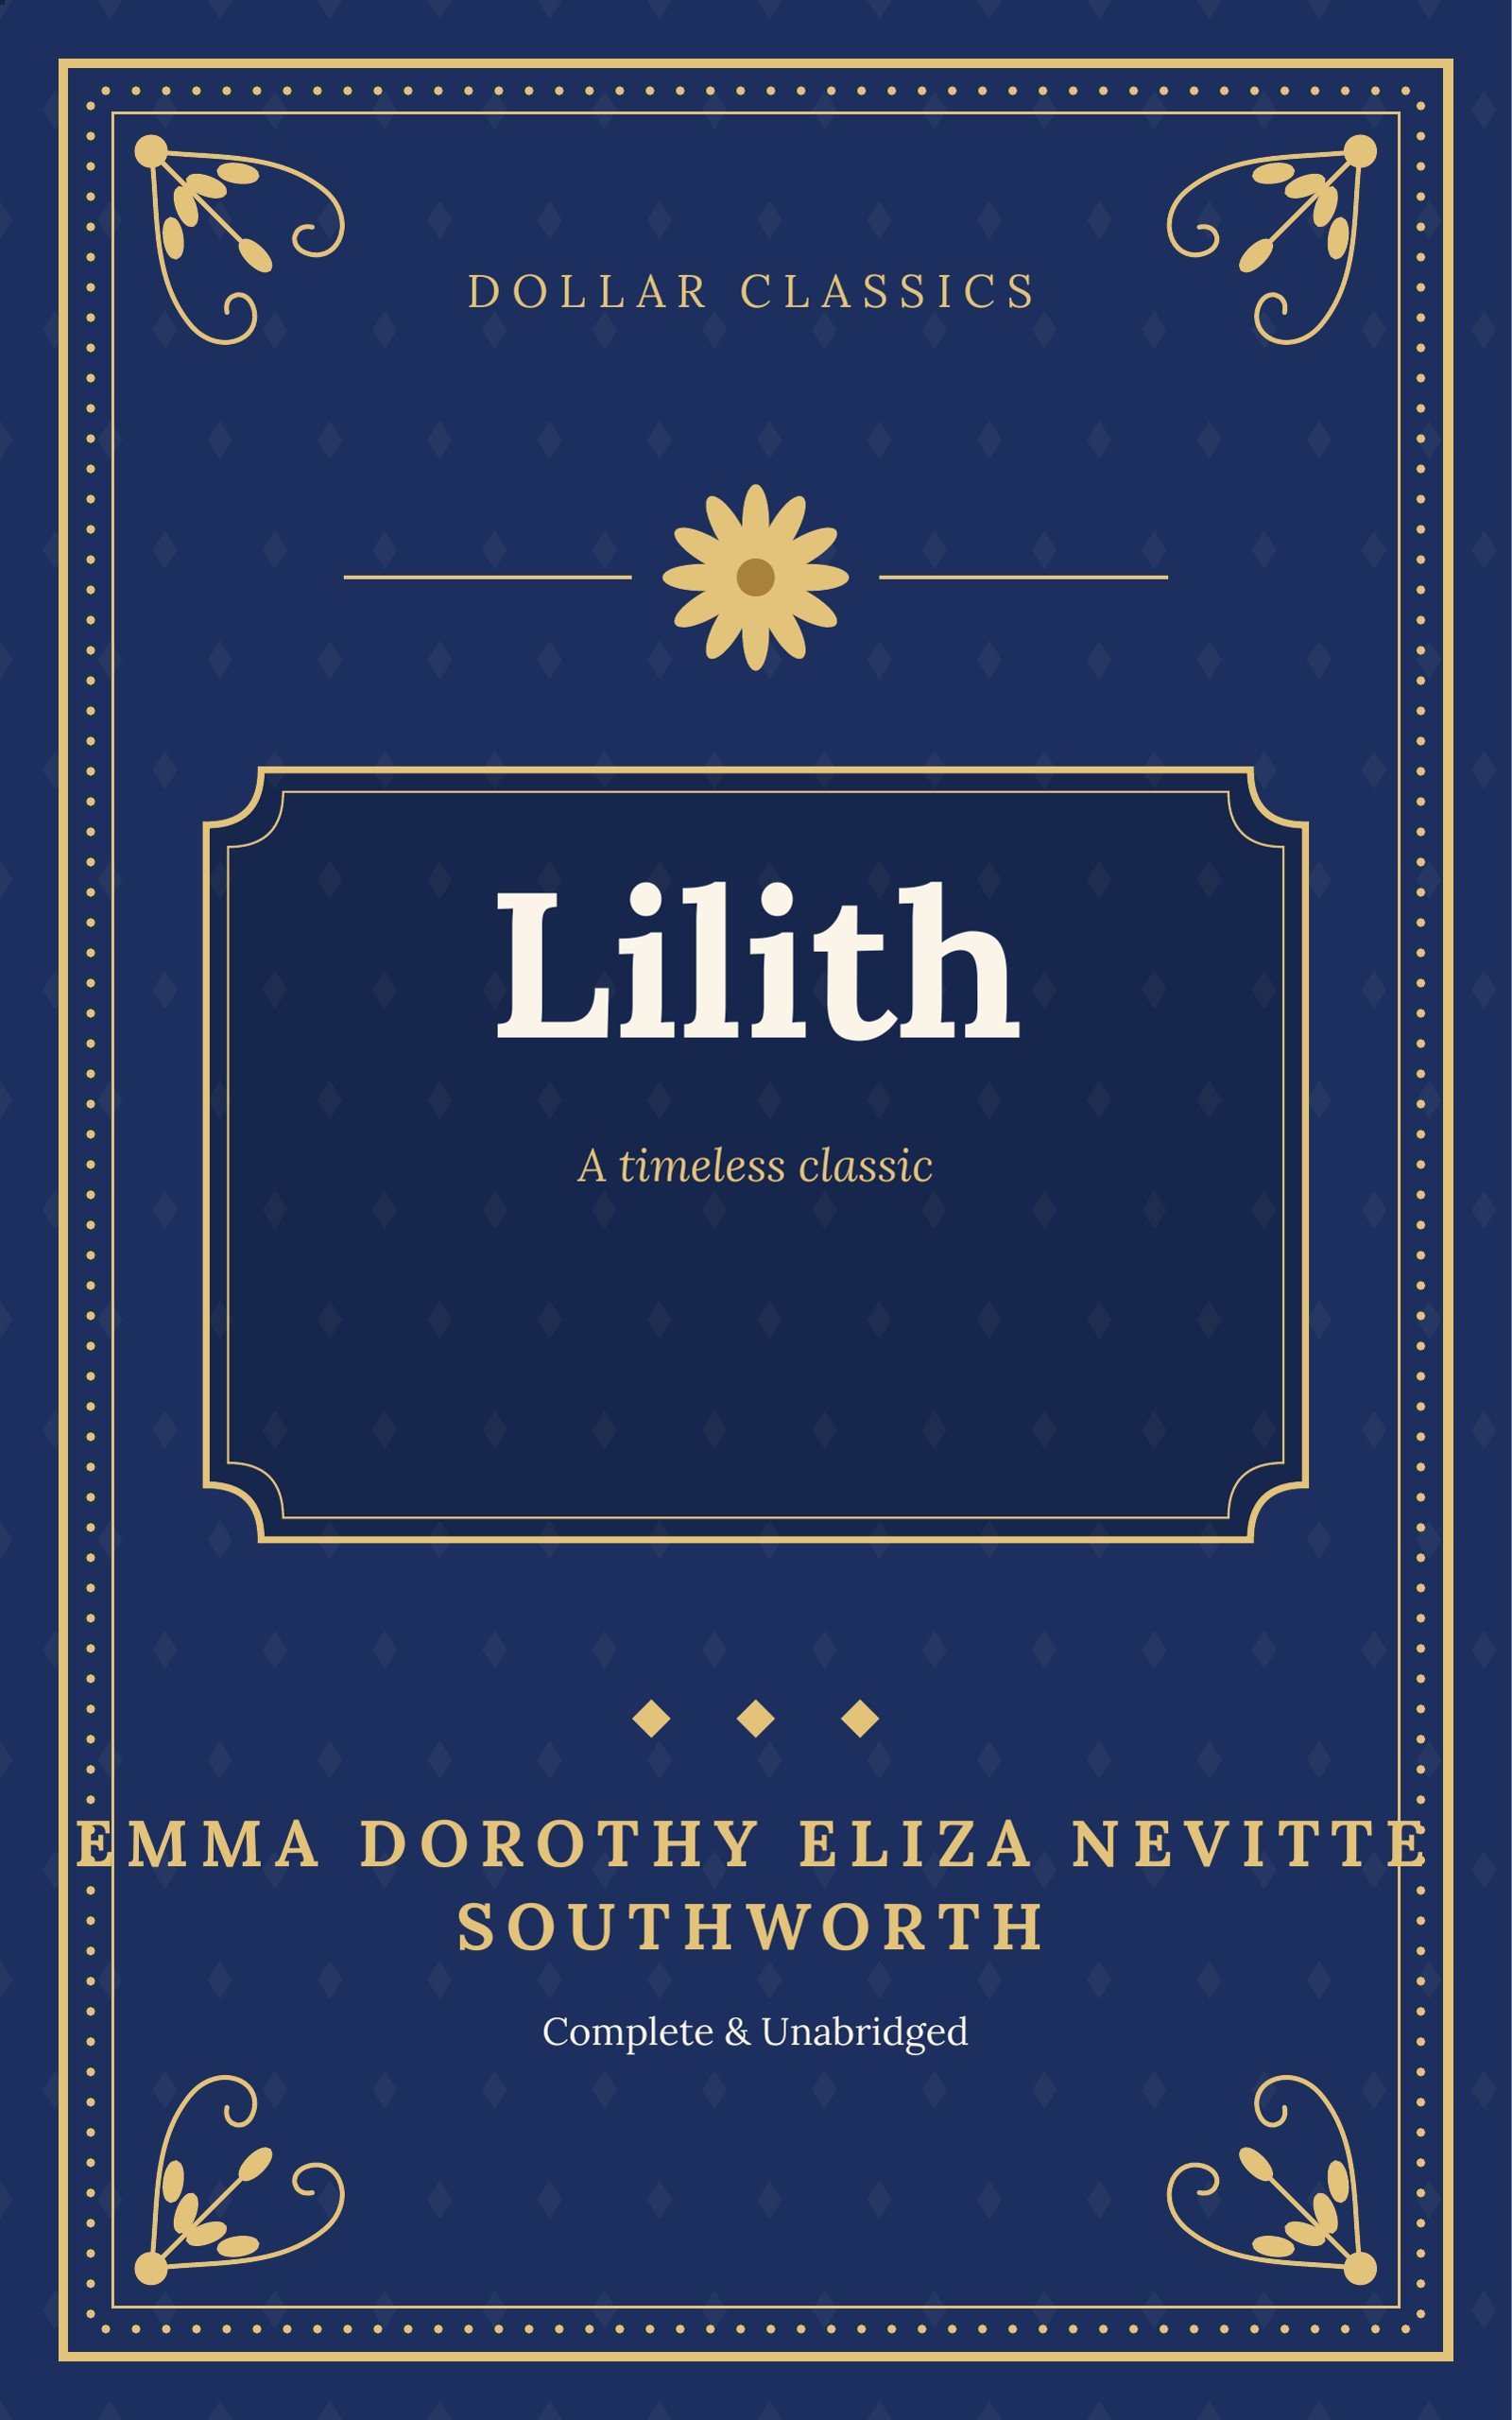 DOLLAR CLASSICS
Lilith
A timeless classic
EMMA DOROTHY ELIZA NEVITTE
SOUTHWORTH
Complete & Unabridged